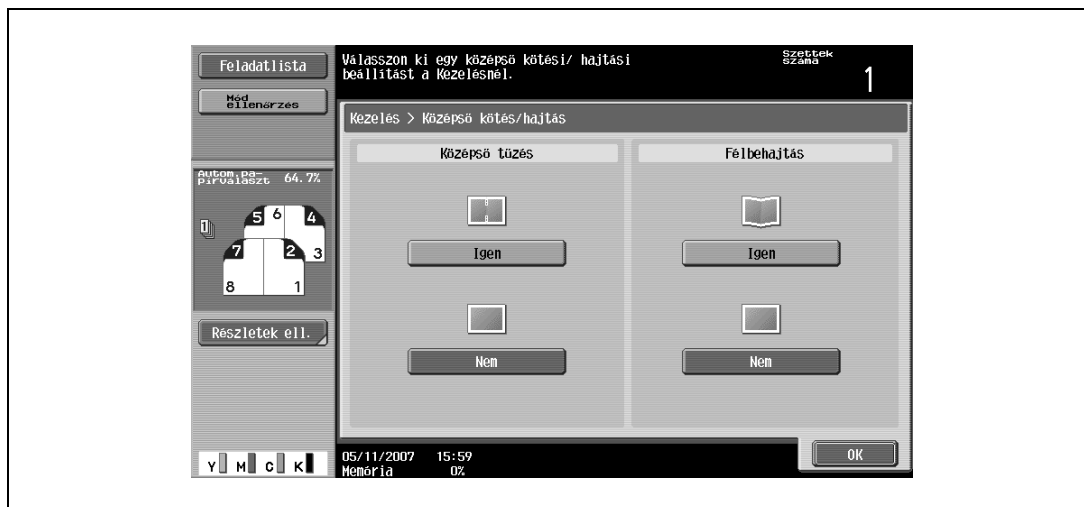 Feladatlista
Mód
ellenőrzés
Válasszon ki egy középső kötési/ hajtási
beállítást a Kezelésnél.
Szettek
száma
1
Kezelés > Középső kötés/hajtás
Középső tűzés
Félbehajtás
Autom.pa-
pírválaszt 64.7%
1
5 6 4
7 2 3
8 1
Igen
Igen
Részletek ell.
Nem
Nem
Y M C K
05/11/2007 15:59
Memória 0%
OK